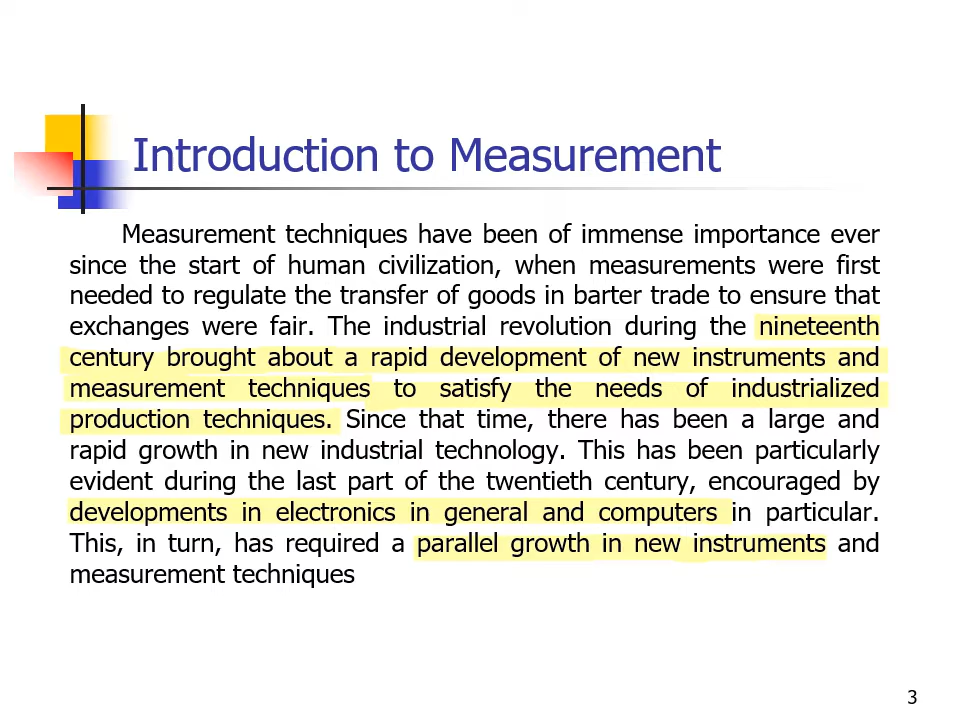 Introduction to Measurement
Measurement techniques have been of immense importance ever
since the start of human civilization, when measurements were first
needed to regulate the transfer of goods in barter trade to ensure that
exchanges were fair. The industrial revolution during the nineteenth
century brought about a rapid development of new instruments and
measurement techniques to satisfy the needs of industrialized
production techniques. Since that time, there has been a large and
rapid growth in new industrial technology. This has been particularly
evident during the last part of the twentieth century, encouraged by
developments in electronics in general and computers in particular.
This, in turn, has required a parallel growth in new instruments and
measurement techniques
3